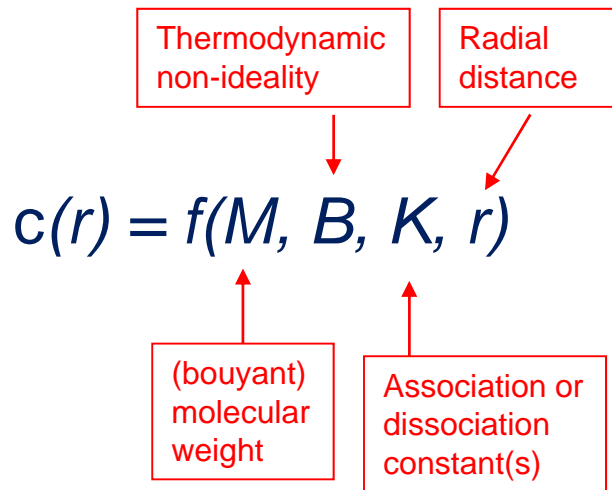 Thermodynamic
non-ideality
Radial
distance
c(r) = f(M, B, K, r)
(bouyant)
molecular
weight
Association or
dissociation
constant(s)